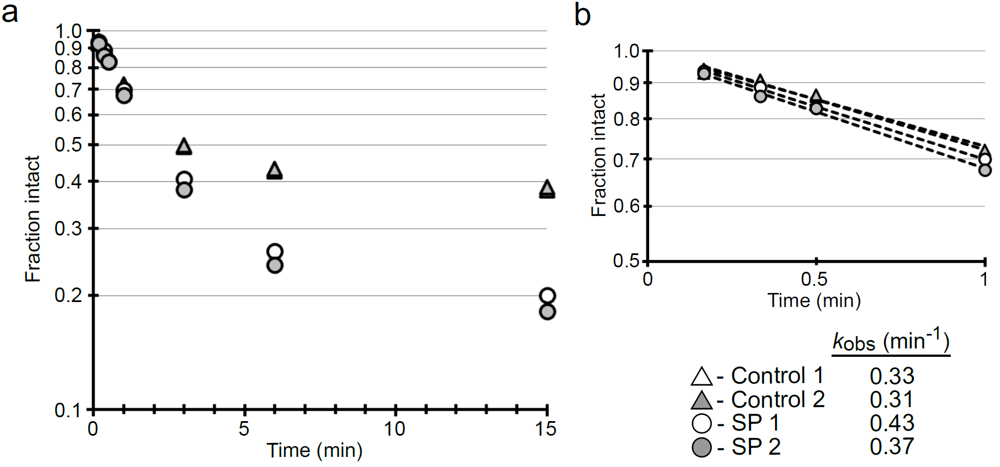 a
1.0
0.9
0.8
0.7
0.6
0.5
0.4
0.3
0.2
0.1
Fraction intact
0 5 10 15
Time (min)
b
1.0
0.9
0.8
0.7
0.6
0.5
Fraction intact
0 0.5 1
Time (min)
kobs (min-1)
- Control 1 0.33
- Control 2 0.31
- SP 1 0.43
- SP 2 0.37